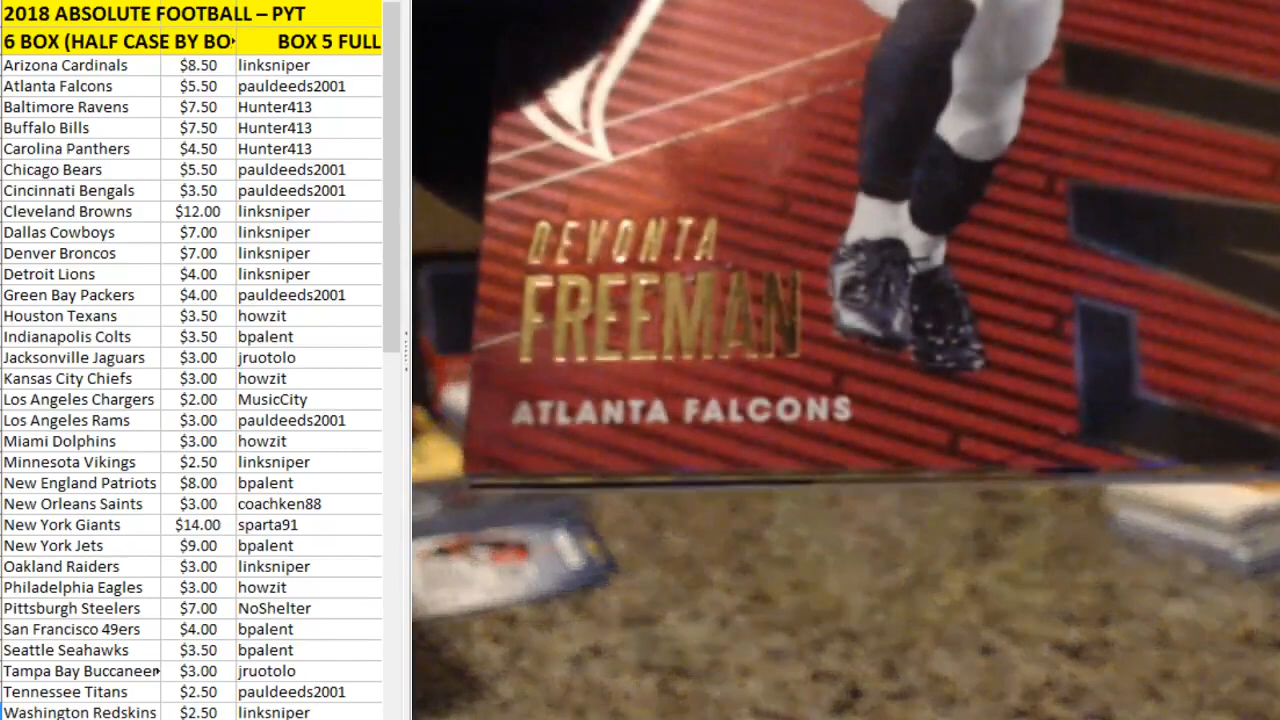 2018 ABSOLUTE FOOTBALL – PYT
6 BOX (HALF CASE BY BO BOX 5 FULL
Arizona Cardinals $8.50 linksniper
Atlanta Falcons $5.50 pauldeeds2001
Baltimore Ravens $7.50 Hunter413
Buffalo Bills $7.50 Hunter413
Carolina Panthers $4.50 Hunter413
Chicago Bears $5.50 pauldeeds2001
Cincinnati Bengals $3.50 pauldeeds2001
Cleveland Browns $12.00 linksniper
Dallas Cowboys $7.00 linksniper
Denver Broncos $7.00 linksniper
Detroit Lions $4.00 linksniper
Green Bay Packers $4.00 pauldeeds2001
Houston Texans $3.50 howzit
Indianapolis Colts $3.50 bpalent
Jacksonville Jaguars $3.00 jruotolo
Kansas City Chiefs $3.00 howzit
Los Angeles Chargers $2.00 MusicCity
Los Angeles Rams $3.00 pauldeeds2001
Miami Dolphins $3.00 howzit
Minnesota Vikings $2.50 linksniper
New England Patriots $8.00 bpalent
New Orleans Saints $3.00 coachken88
New York Giants $14.00 sparta91
New York Jets $9.00 bpalent
Oakland Raiders $3.00 linksniper
Philadelphia Eagles $3.00 howzit
Pittsburgh Steelers $7.00 NoShelter
San Francisco 49ers $4.00 bpalent
Seattle Seahawks $3.50 bpalent
Tampa Bay Buccaneer $3.00 jruotolo
Tennessee Titans $2.50 pauldeeds2001
Washington Redskins $2.50 linksniper
DEVONTA
FREEMAN
ATLANTA FALCONS